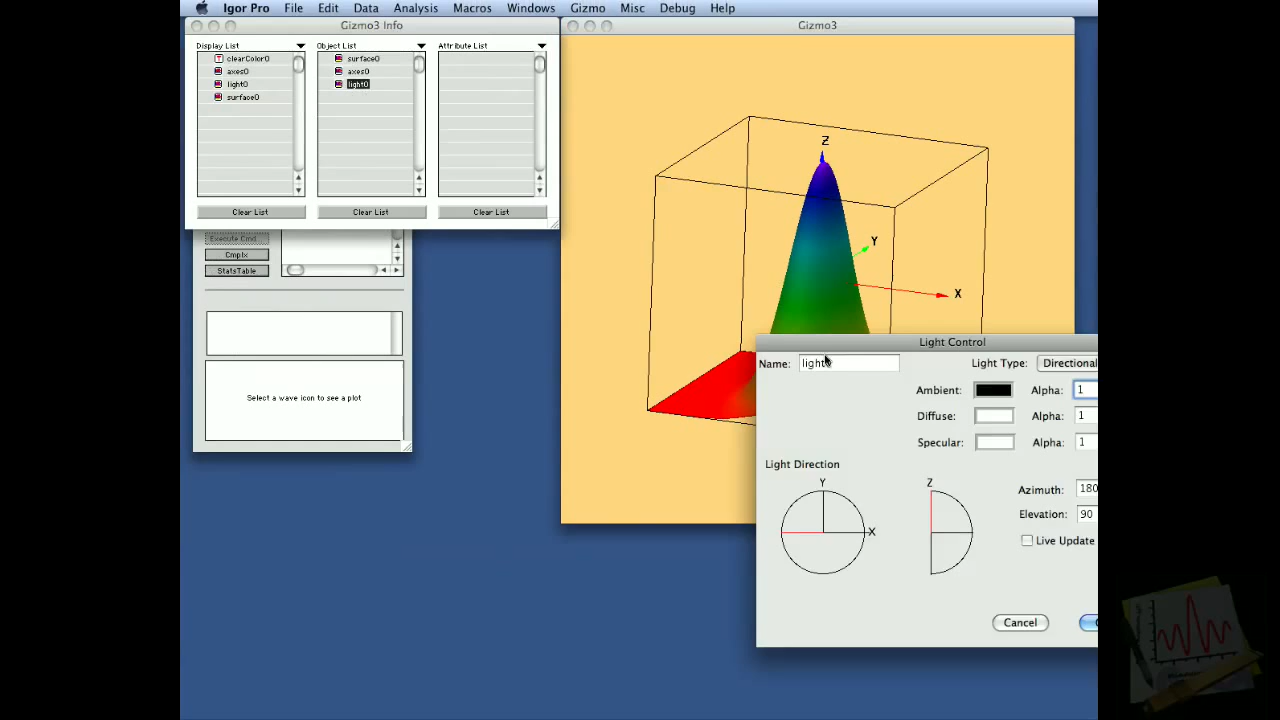 Igor Pro File Edit Data Analysis Macros Windows Gizmo Misc Debug Help
Gizmo3 Info
Display List
Object List
Attribute List
clearColor0
axes0
light0
surface0
surface0
axes0
light0
Clear List
Clear List
Clear List
Execute Cmd
Cmplx
StatsTable
Select a wave icon to see a plot
Gizmo3
Z
Y
X
Light Control
Name: light0
Light Type: Directional
Ambient: Alpha: 1
Diffuse: Alpha: 1
Specular: Alpha: 1
Light Direction
Y
X
Z
Azimuth: 180
Elevation: 90
Live Update
Cancel